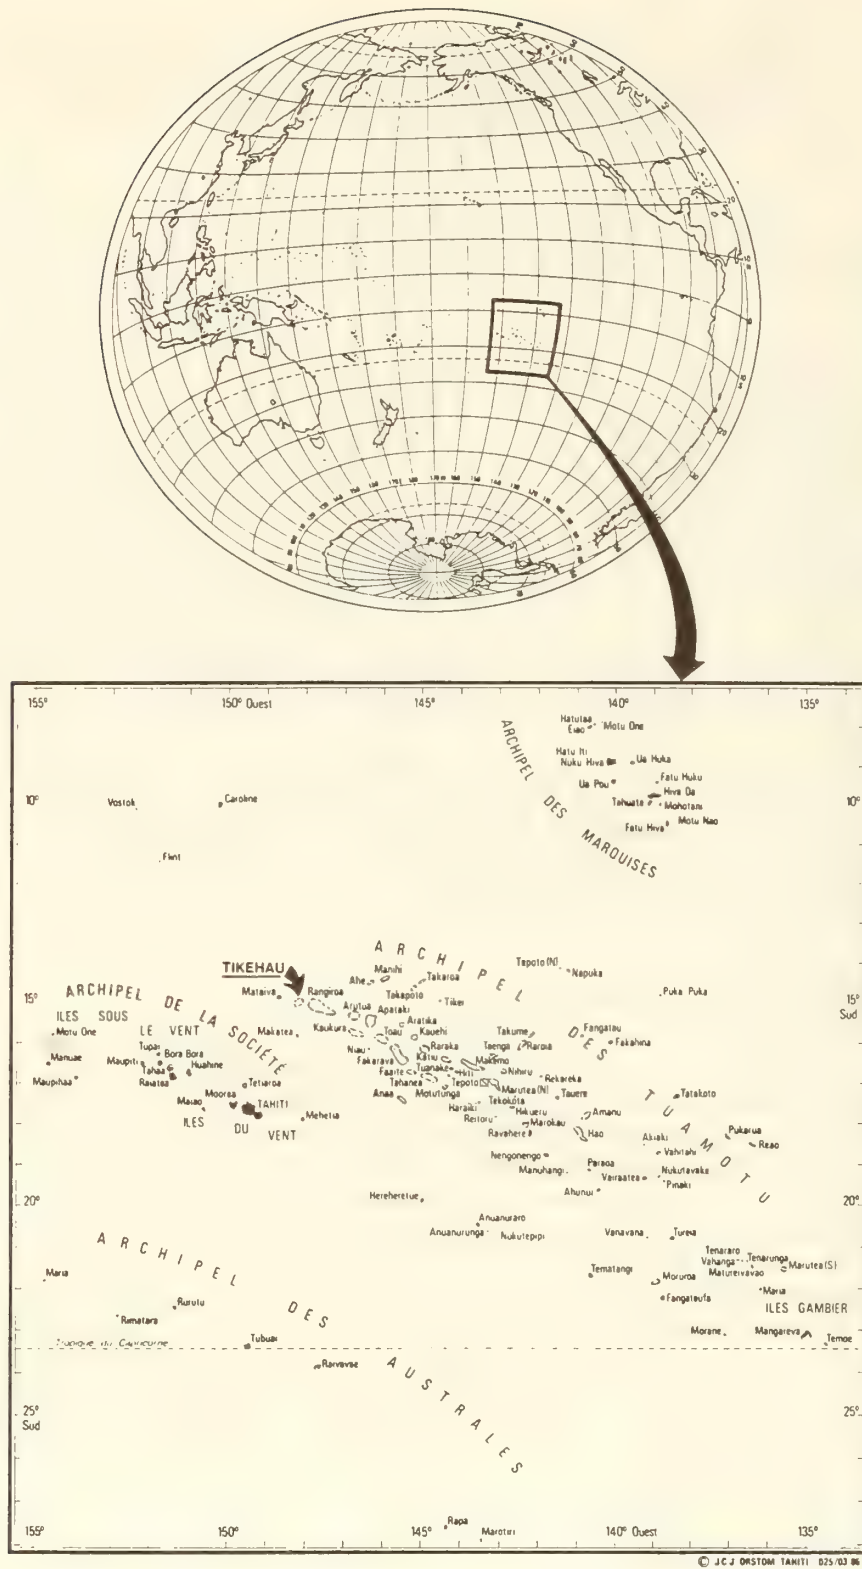 155°
150° Ouest
145°
140°
135°
Hatutaa
Eiao
Motu One
Hatu Iti
Nuku Hiva
Ua Huka
Ua Pou
Fatu Huku
Hiva Oa
Tahuata
Mohotani
Fatu Hiva
Motu Nao
ARCHIPEL DES MARQUISES
10°
Vostok
Caroline
10°
Flint
ARCHIPEL DES TUAMOTU
Tepoto (N)
Napuka
TIKEHAU
Mataiva
Rangiroa
Ahe
Manihi
Takaroa
Takapoto
Tikei
Puka Puka
15°
15° Sud
ARCHIPEL DE LA SOCIÉTÉ
ILES SOUS LE VENT
Motu One
Makatea
Arutua
Apataki
Kaukura
Toau
Aratika
Kauehi
Takume
Fangatau
Fakahina
Niau
Raraka
Taenga
Raroia
Manuae
Maupiti
Tupai
Bora Bora
Tahaa
Huahine
Raiatea
Maupihaa
Fakarava
Katiu
Makemo
Faaite
Tuanake
Hiti
Nihiru
Tahanea
Tepoto (S)
Marutea (N)
Rekareka
Tauere
Tatakoto
Anaa
Motutunga
Tekokota
Haraiki
Hikueru
Reitoru
Marokau
Ravahere
Amanu
Hao
Moorea
Tetiaroa
Maiao
TAHITI
Mehetia
ILES DU VENT
Akiaki
Vahitahi
Pukarua
Reao
Nengonengo
Manuhangi
Paraoa
Nukutavake
Vairaatea
Pinaki
Ahunui
20°
Hereheretue
20°
Anuanuraro
Anuanurunga
Nukutepipi
Vanavana
Tureia
Tenararo
Vahanga
Tenarunga
Matureivavao
Marutea (S)
Tematangi
Moruroa
Maria
Fangataufa
ILES GAMBIER
Morane
Mangareva
Temoe
ARCHIPEL DES AUSTRALES
Maria
Rurutu
Rimatara
Tropique du Capricorne
Tubuai
Raivavae
25°
Sud
25°
Rapa
Marotiri
155°
150°
145°
140° Ouest
135°
© JCJ ORSTOM TAHITI 025/03 86